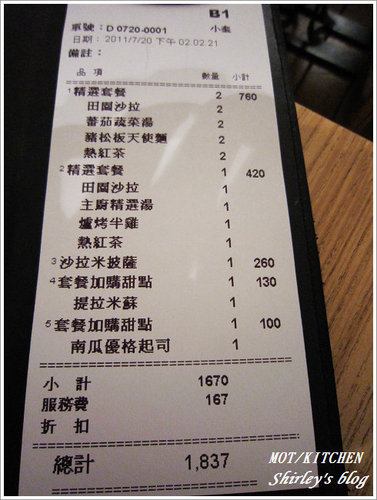 B1
單號：D 0720-0001 小奎
日期：2011/7/20 下午 02.02.21
備註：
品 項 數量 小計
1精選套餐 2 760
田園沙拉 2
蕃茄蔬菜湯 2
豬松板天使麵 2
熱紅茶 2
2精選套餐 1 420
田園沙拉 1
主廚精選湯 1
爐烤半雞 1
熱紅茶 1
3沙拉米披薩 1 260
4套餐加購甜點 1 130
提拉米蘇 1
5套餐加購甜點 1 100
南瓜優格起司 1
小 計 1670
服務費 167
折 扣
總計 1,837
MOT/KITCHEN
Shirley's blog